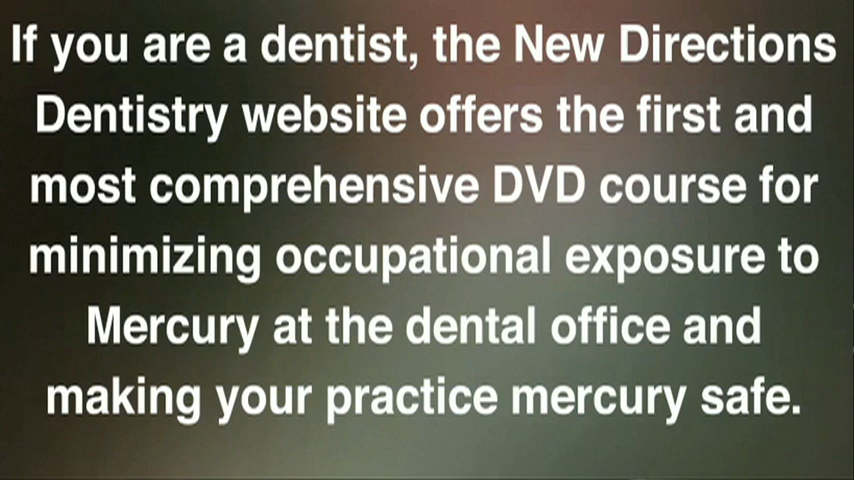 If you are a dentist, the New Directions
Dentistry website offers the first and
most comprehensive DVD course for
minimizing occupational exposure to
Mercury at the dental office and
making your practice mercury safe.